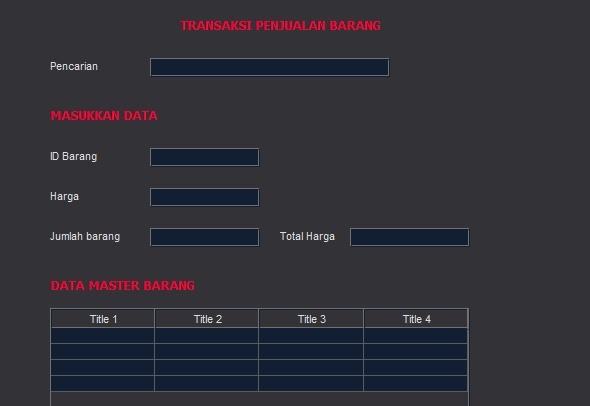 TRANSAKSI PENJUALAN BARANG
Pencarian
MASUKKAN DATA
ID Barang
Harga
Jumlah barang Total Harga
DATA MASTER BARANG
Title 1 Title 2 Title 3 Title 4